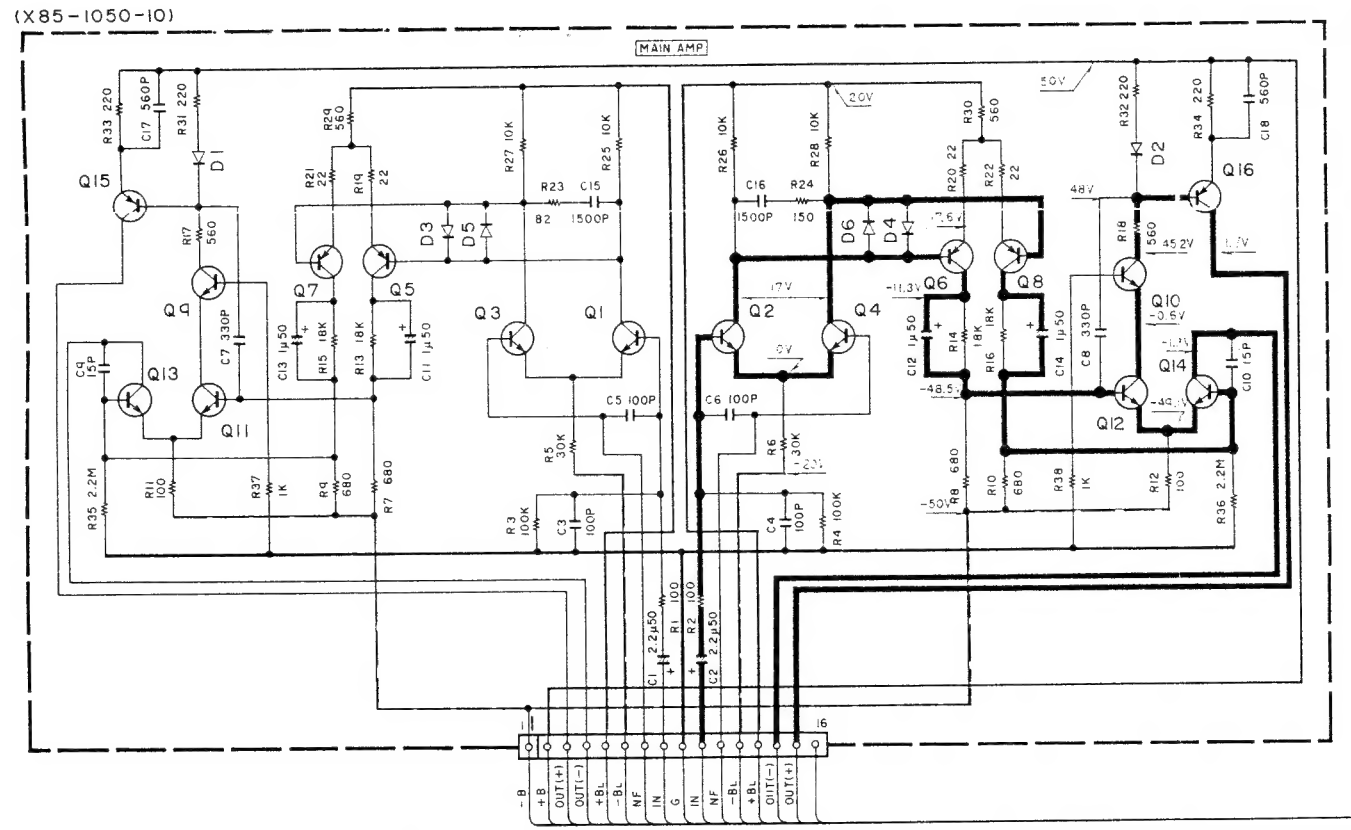 (X85-1050-10)
MAIN AMP
R33 220
C17 560P
R31 220
D1
Q15
R17
560
Q9
C7 330P
C9
15P
Q13
Q11
R35 2.2M
R11
100
R37
1K
R29
560
R21
22
R19
22
Q7
Q5
C13 1μ50
R15 18K
R13 18K
C11 1μ50
R9
680
R7
680
R27 10K
R25 10K
R23
82
C15
1500P
D3
D5
Q3
Q1
C5 100P
R5
30K
R3
100K
C3
100P
C1
2.2μ50
R1
100
R26 10K
R28 10K
20V
R30
560
C16
1500P
R24
150
D6
D4
R20 22
R22 22
Q6
Q8
-11.3V
17V
Q2
Q4
0V
C12 1μ50
R14
18K
R16
18K
C14 1μ50
-48.5V
C6 100P
R6
30K
-20V
C4
100P
R4 100K
R2
100
C2
2.2μ50
R8 680
R10
680
-50V
50V
R32 220
D2
48V
R18
560
45.2V
Q10
-0.6V
C8 330P
Q12
Q14
C10 15P
R38
1K
R12
100
R36 2.2M
R34 220
C18 560P
Q16
1
16
-B
+B
OUT(+)
OUT(-)
+BL
-BL
NF
IN
G
IN
NF
-BL
+BL
OUT(-)
OUT(+)